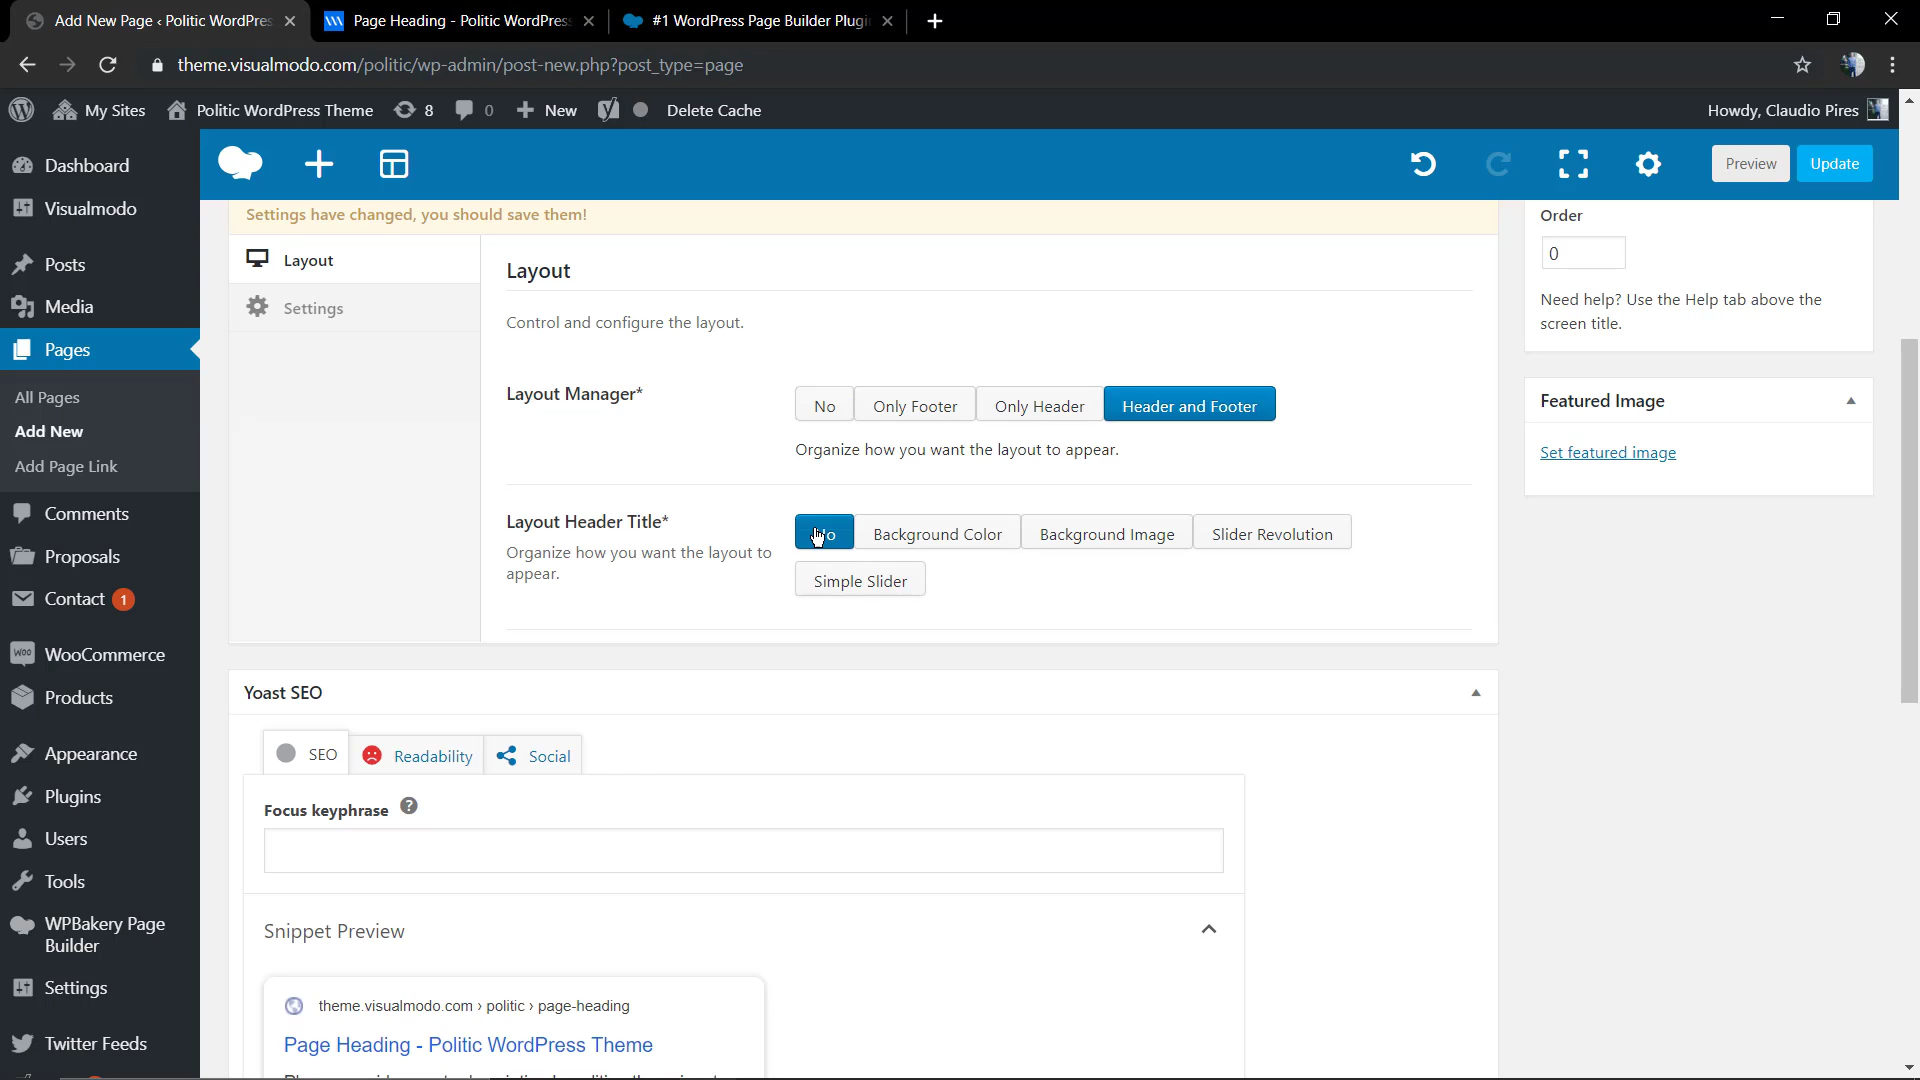 Add New Page ‹ Politic WordPres
Page Heading - Politic WordPress
#1 WordPress Page Builder Plugi
theme.visualmodo.com/politic/wp-admin/post-new.php?post_type=page
My Sites
Politic WordPress Theme
8
0
New
Delete Cache
Howdy, Claudio Pires
Dashboard
Visualmodo
Posts
Media
Pages
All Pages
Add New
Add Page Link
Comments
Proposals
Contact 1
WooCommerce
Products
Appearance
Plugins
Users
Tools
WPBakery Page
Builder
Settings
Twitter Feeds
Preview
Update
Settings have changed, you should save them!
Layout
Settings
Layout
Control and configure the layout.
Layout Manager*
No
Only Footer
Only Header
Header and Footer
Organize how you want the layout to appear.
Layout Header Title*
Organize how you want the layout to
appear.
Background Color
Background Image
Slider Revolution
Simple Slider
Order
0
Need help? Use the Help tab above the
screen title.
Featured Image
Set featured image
Yoast SEO
SEO
Readability
Social
Focus keyphrase ?
Snippet Preview
theme.visualmodo.com › politic › page-heading
Page Heading - Politic WordPress Theme